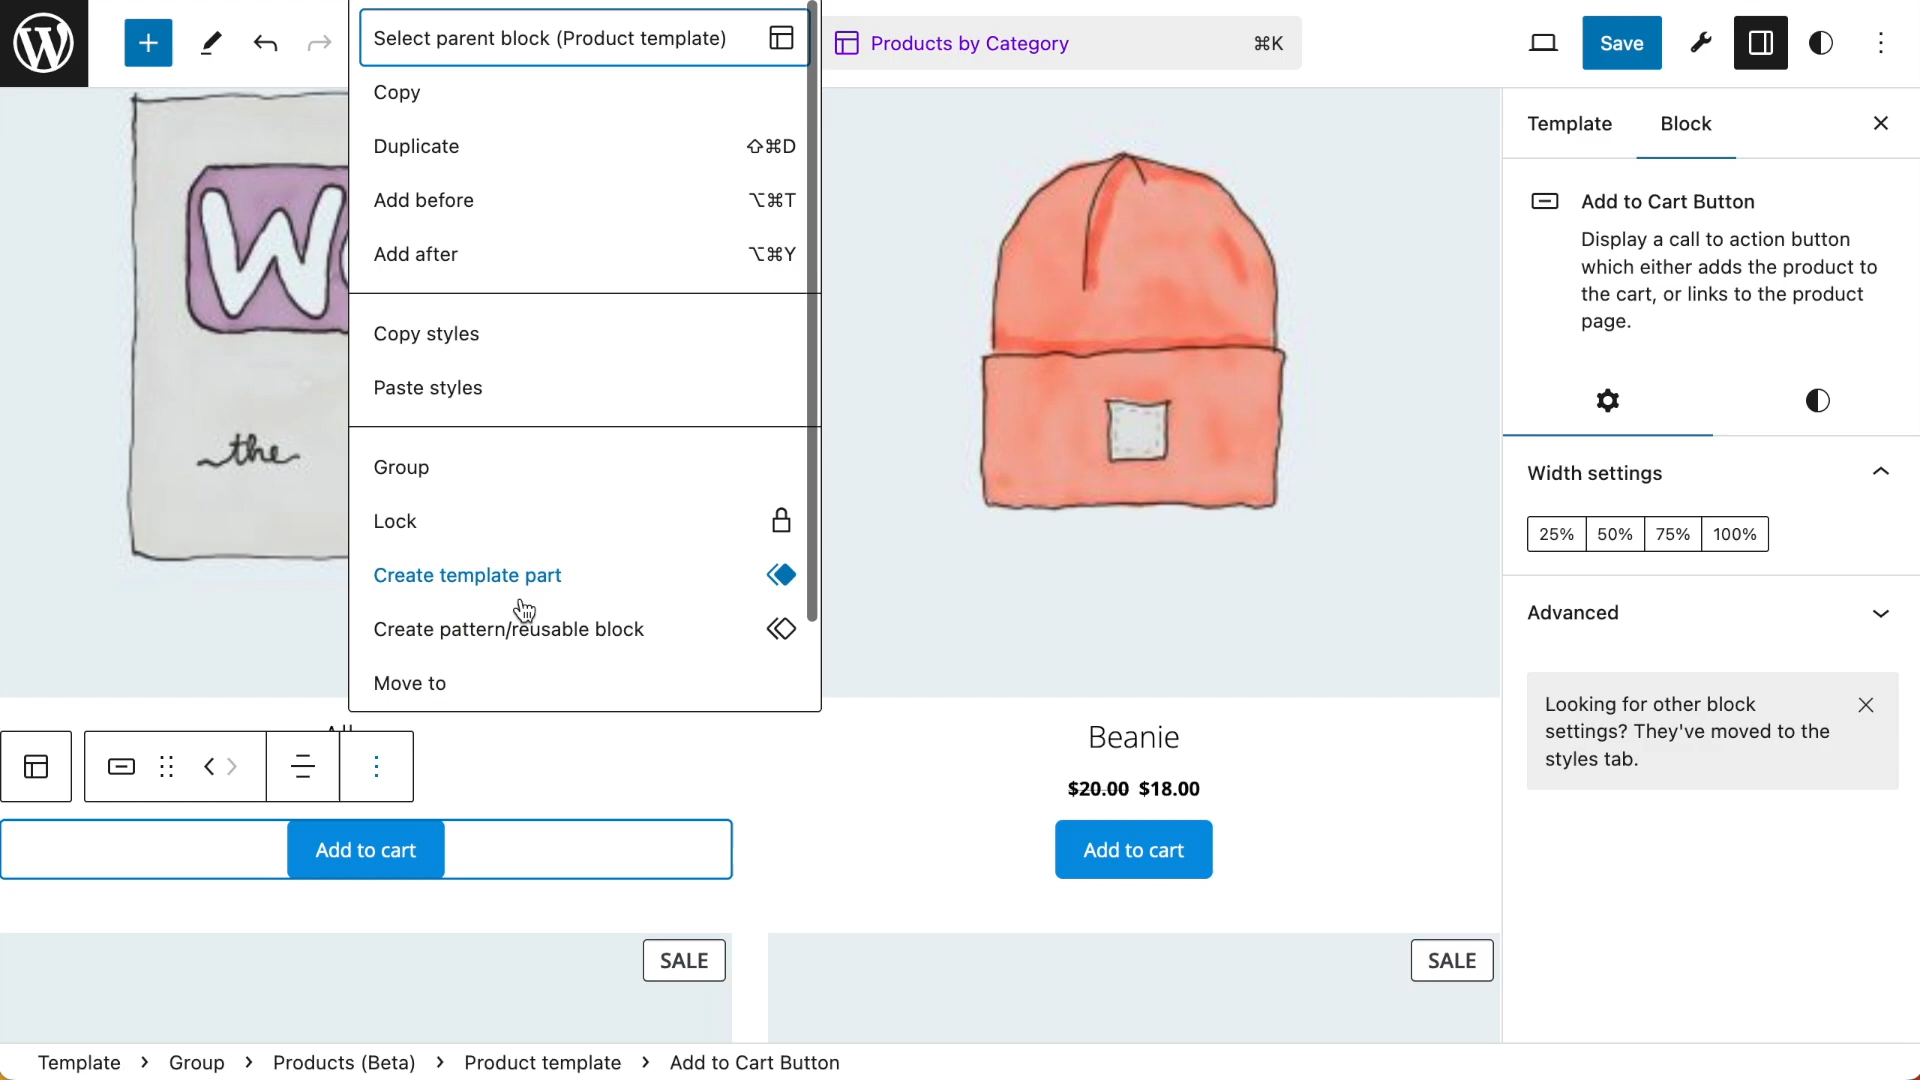 Select parent block (Product template)
Products by Category
⌘K
Save
Copy
Duplicate ⇧⌘D
Add before ⌥⌘T
Add after ⌥⌘Y
Copy styles
Paste styles
Group
Lock
Create template part
Create pattern/reusable block
Move to
the
Template Block
Add to Cart Button
Display a call to action button
which either adds the product to
the cart, or links to the product
page.
Width settings
25% 50% 75% 100%
Advanced
Looking for other block
settings? They've moved to the
styles tab.
Beanie
$20.00 $18.00
Add to cart
Add to cart
SALE
SALE
Template > Group > Products (Beta) > Product template > Add to Cart Button